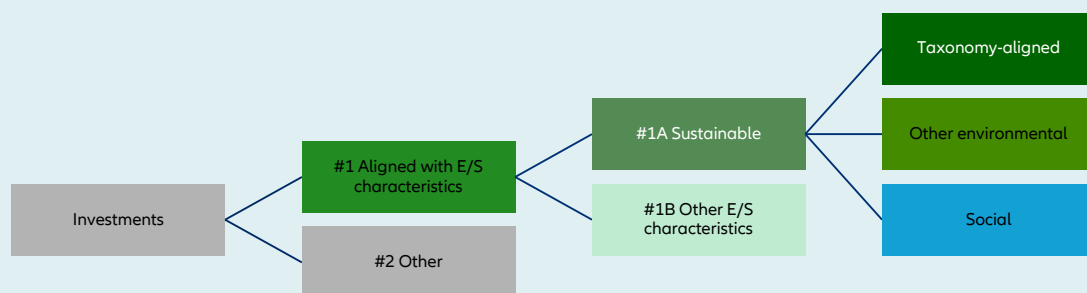 Investments
#1 Aligned with E/S
characteristics
#2 Other
#1A Sustainable
#1B Other E/S
characteristics
Taxonomy-aligned
Other environmental
Social